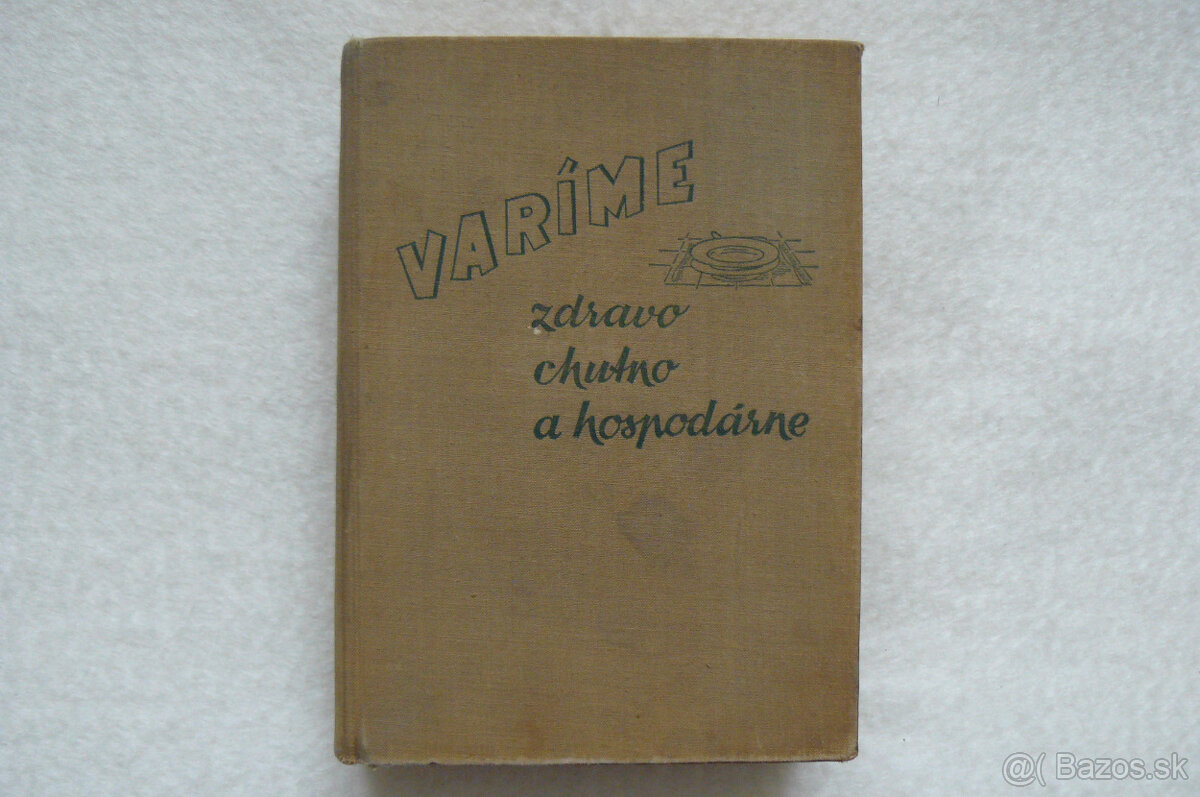 VARÍME
zdravo
chutno
a hospodárne
@( Bazos.sk